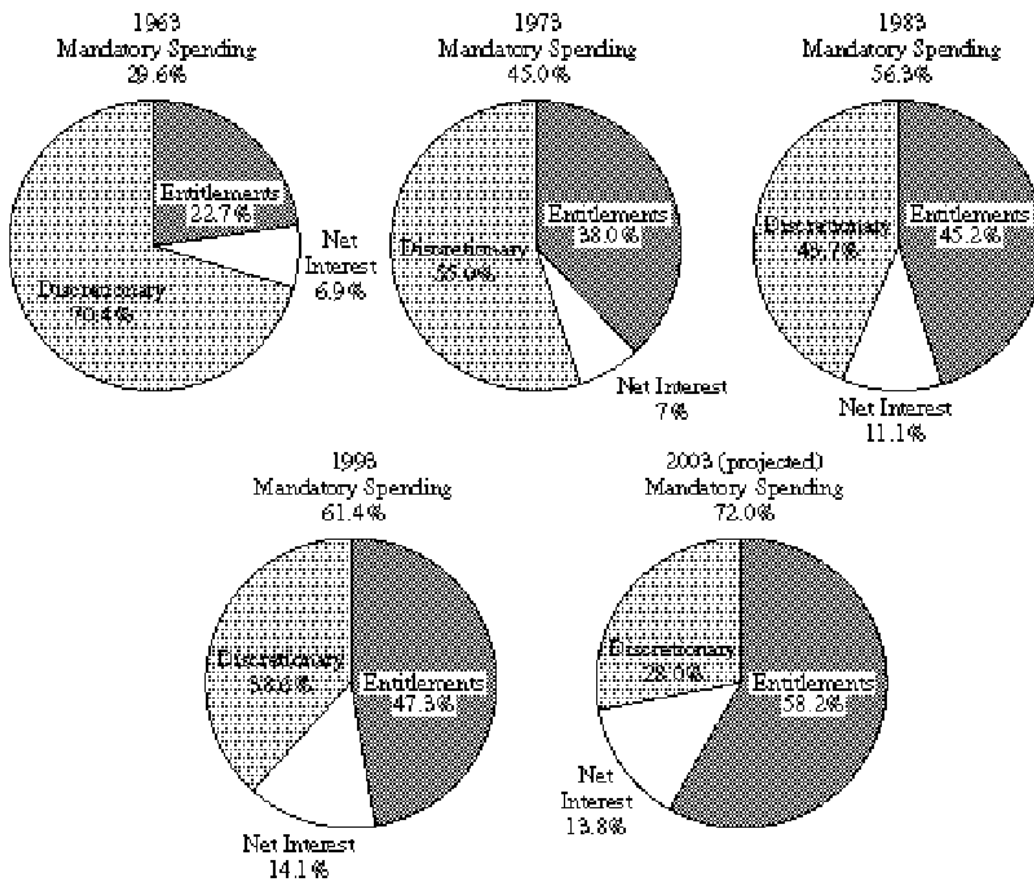 1963
Mandatory Spending
29.6%
Entitlements
22.7%
Net
Interest
6.9%
Discretionary
70.4%
1973
Mandatory Spending
45.0%
Entitlements
38.0%
Discretionary
55.0%
Net Interest
7%
1983
Mandatory Spending
56.3%
Discretionary
43.7%
Entitlements
45.2%
Net Interest
11.1%
1993
Mandatory Spending
61.4%
Discretionary
38.6%
Entitlements
47.3%
Net Interest
14.1%
2003 (projected)
Mandatory Spending
72.0%
Discretionary
28.0%
Entitlements
58.2%
Net
Interest
13.8%